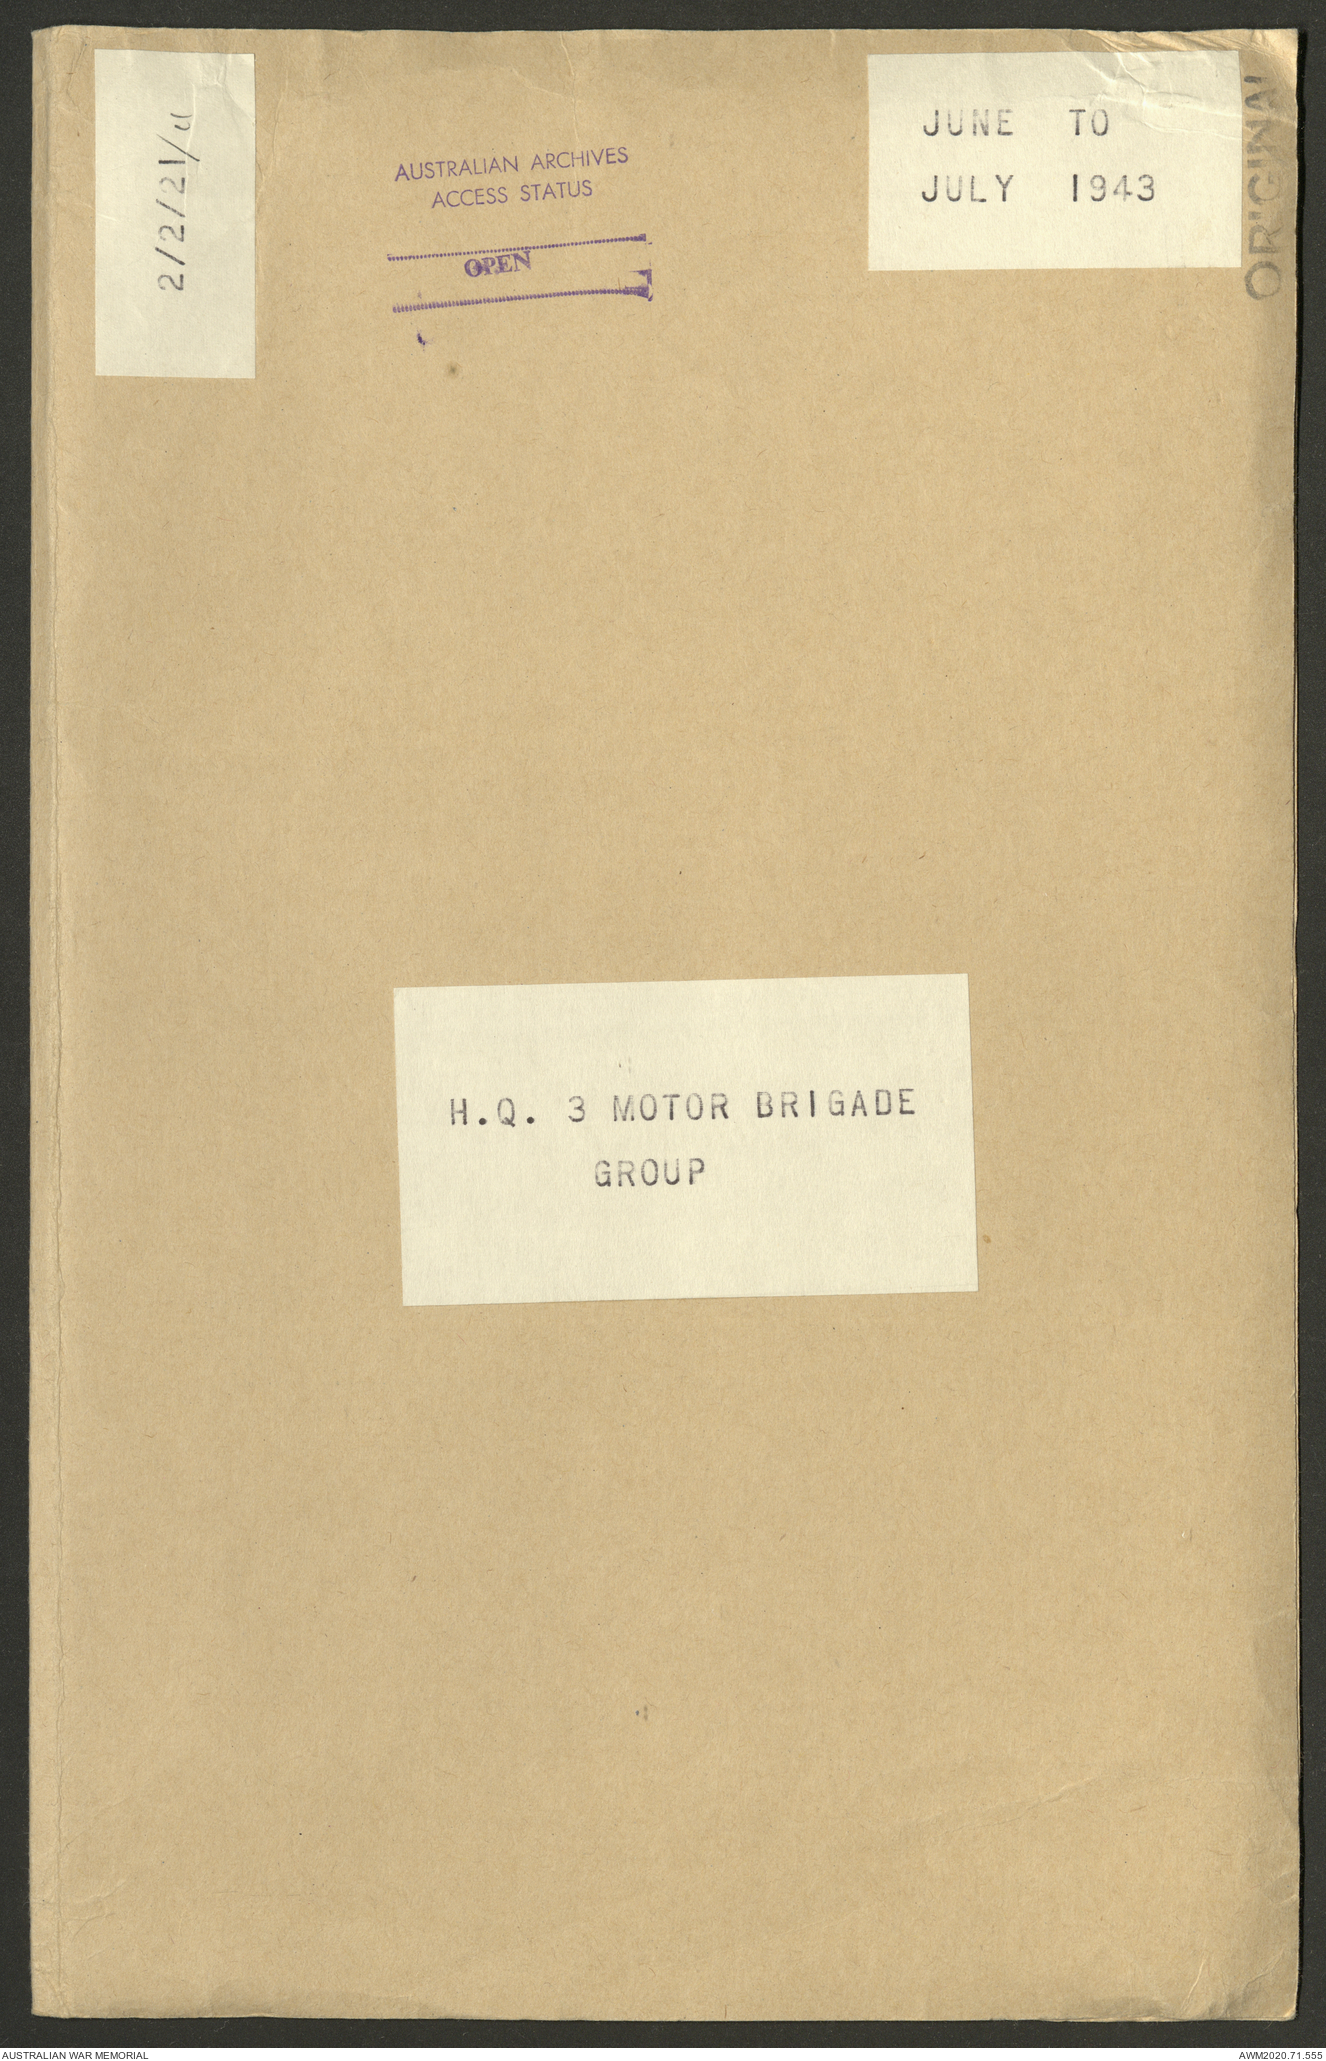 2/2/21/
AUSTRALIAN ARCHIVES
ACCESS STATUS
OPEN
JUNE TO
JULY 1943
ORIGINAL
H.Q. 3 MOTOR BRIGADE
GROUP
AUSTRALIAN WAR MEMORIAL
AWM2020.71.555